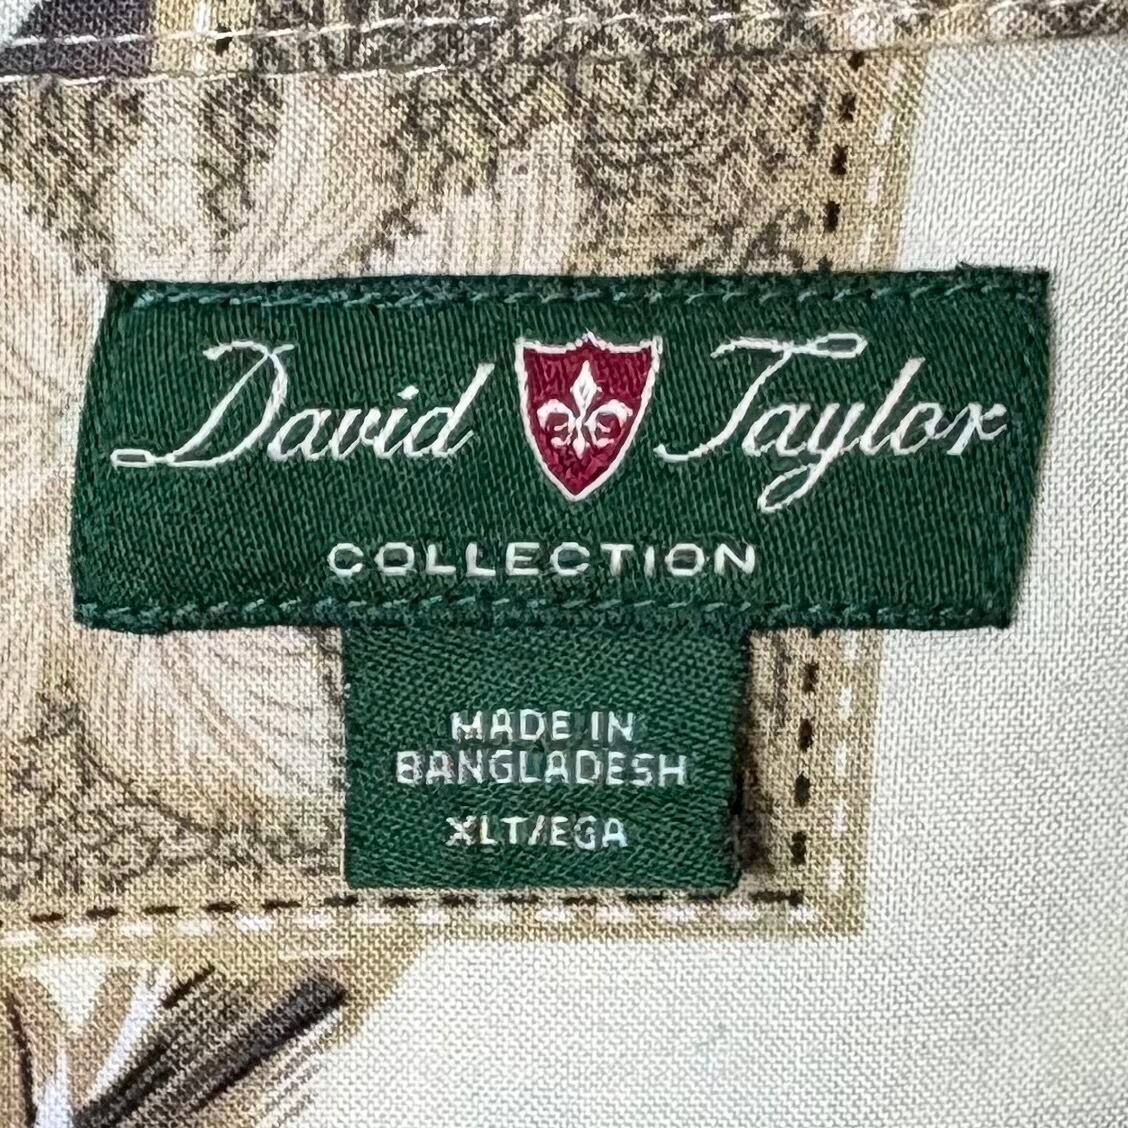 David Taylor
COLLECTION
MADE IN
BANGLADESH
XLT/EGA